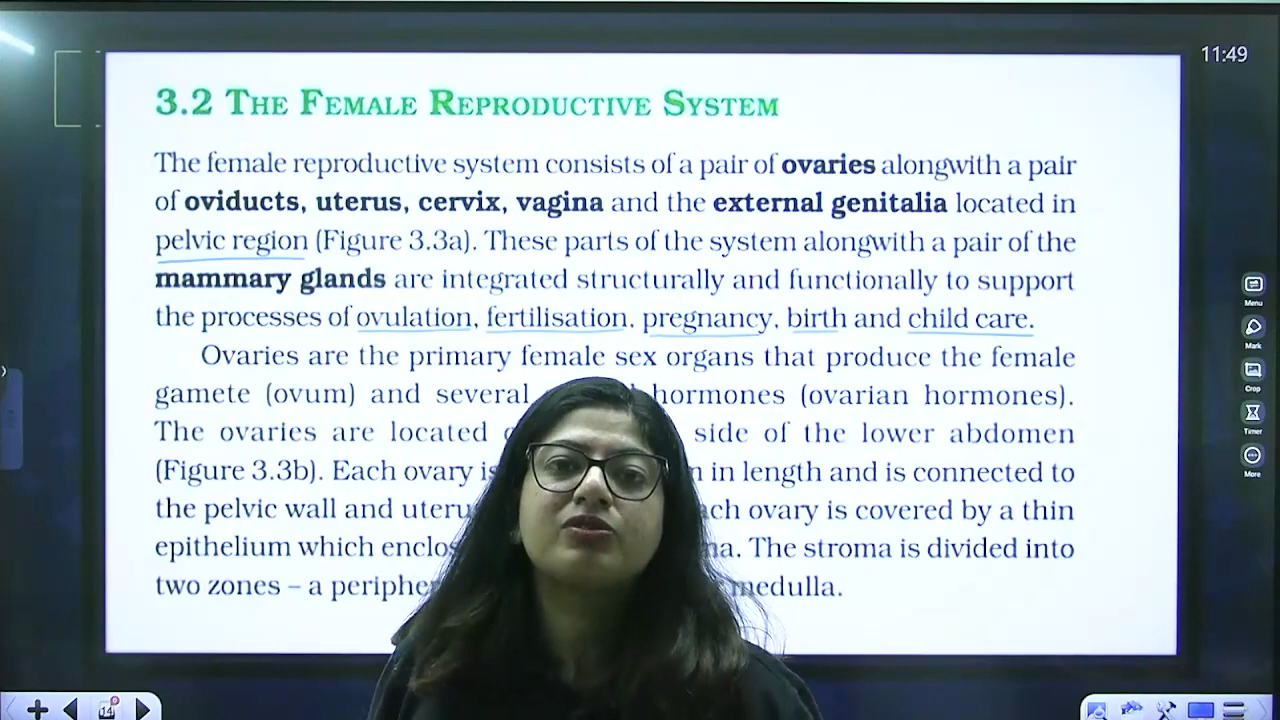 11:49
3.2 THE FEMALE REPRODUCTIVE SYSTEM
The female reproductive system consists of a pair of ovaries alongwith a pair
of oviducts, uterus, cervix, vagina and the external genitalia located in
pelvic region (Figure 3.3a). These parts of the system alongwith a pair of the
mammary glands are integrated structurally and functionally to support
the processes of ovulation, fertilisation, pregnancy, birth and child care.
Ovaries are the primary female sex organs that produce the female
gamete (ovum) and several hormones (ovarian hormones).
The ovaries are located side of the lower abdomen
(Figure 3.3b). Each ovary in length and is connected to
the pelvic wall and ovary is covered by a thin
epithelium which The stroma is divided into
two zones – a medulla.
Menu
Mark
Crop
Timer
More
14